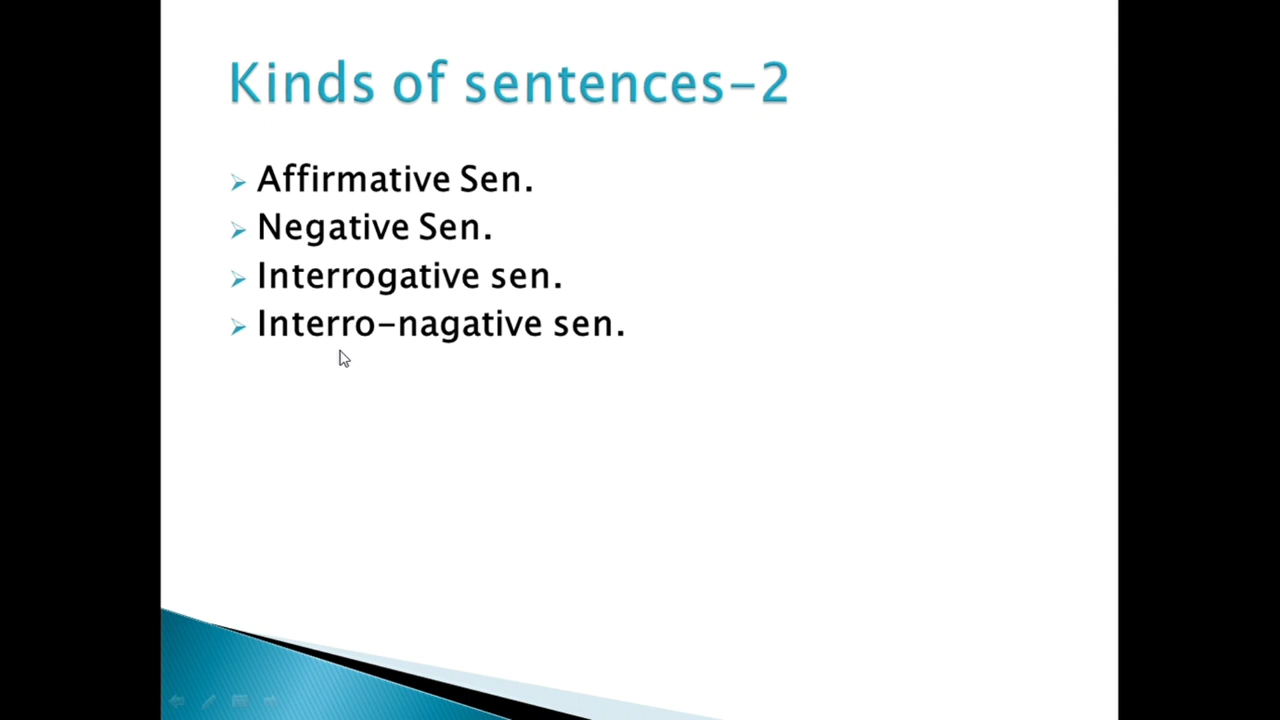 Kinds of sentences-2
Affirmative Sen.
Negative Sen.
Interrogative sen.
Interro-nagative sen.